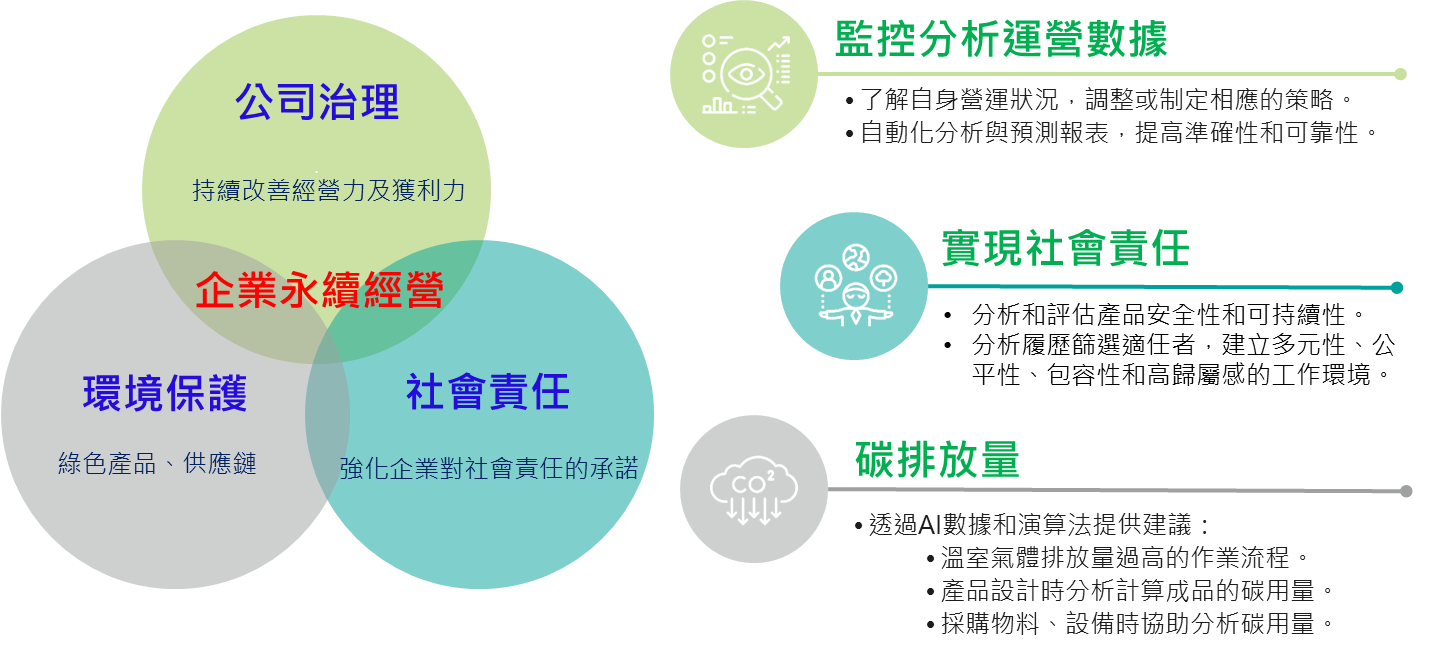 公司治理
持續改善經營力及獲利力
企業永續經營
環境保護
綠色產品、供應鏈
社會責任
強化企業對社會責任的承諾
監控分析運營數據
•了解自身營運狀況，調整或制定相應的策略。
•自動化分析與預測報表，提高準確性和可靠性。
實現社會責任
• 分析和評估產品安全性和可持續性。
• 分析履歷篩選適任者，建立多元性、公
平性、包容性和高歸屬感的工作環境。
CO²
碳排放量
•透過AI數據和演算法提供建議：
•溫室氣體排放量過高的作業流程。
•產品設計時分析計算成品的碳用量。
•採購物料、設備時協助分析碳用量。